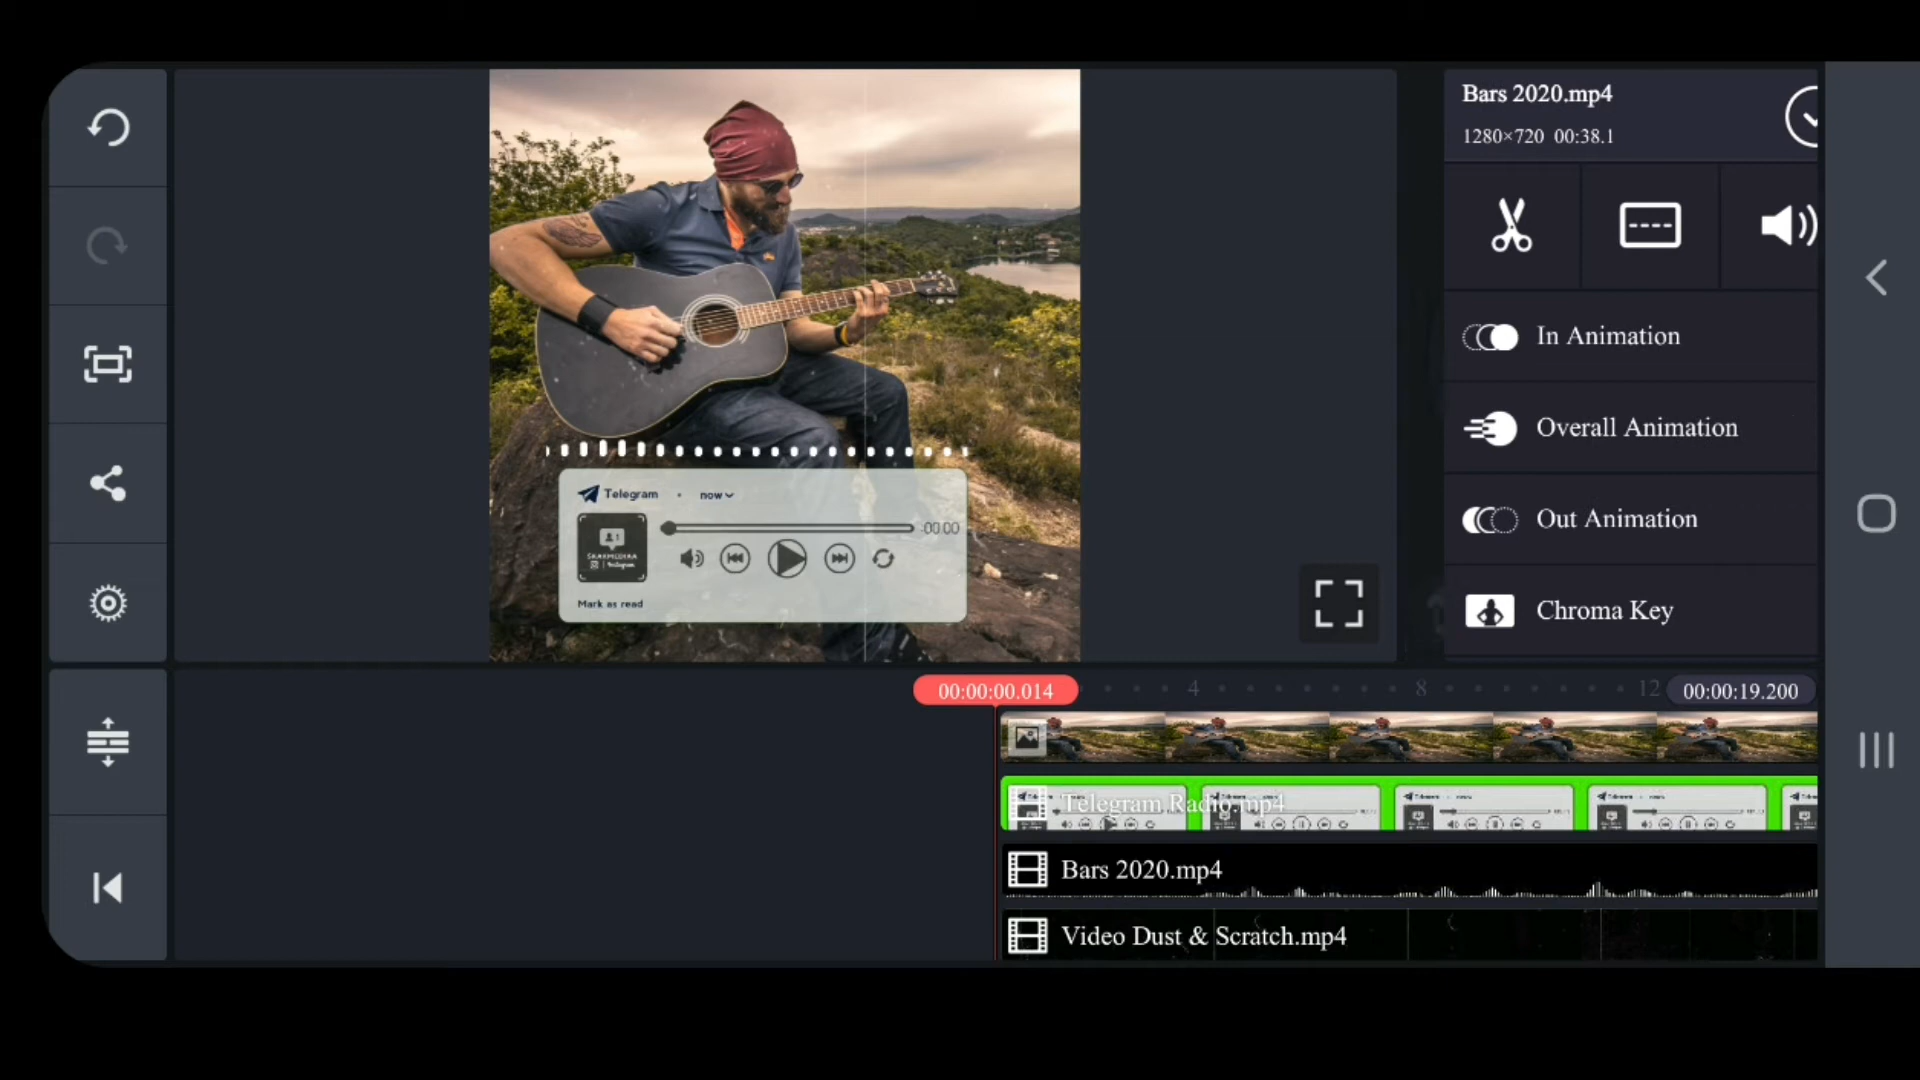 Bars 2020.mp4
1280×720 00:38.1
In Animation
Overall Animation
Out Animation
Chroma Key
Telegram • now
00:00
Mark as read
00:00:00.014
4
8
12
00:00:19.200
Telegram Radio.mp4
Bars 2020.mp4
Video Dust & Scratch.mp4